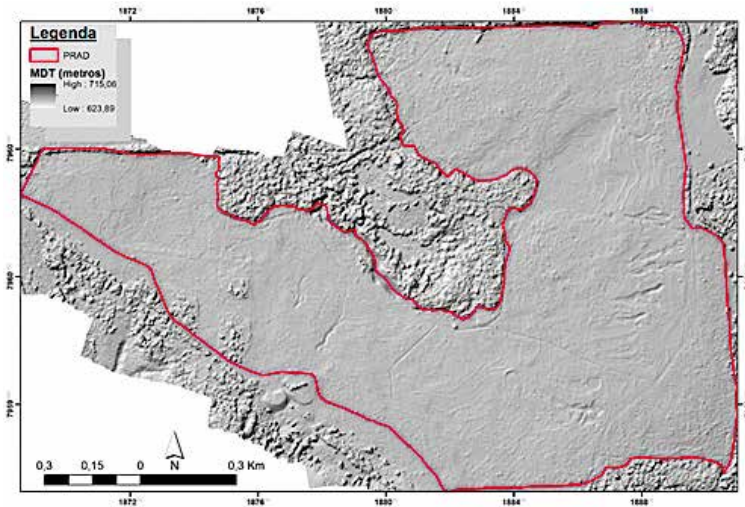 1872 1876 1880 1884 1888
Legenda
PRAD
MDT (metros)
High : 715,06
Low : 623,89
7960
7960
7959
0,3 0,15 0 N 0,3 Km
1872 1876 1880 1884 1888